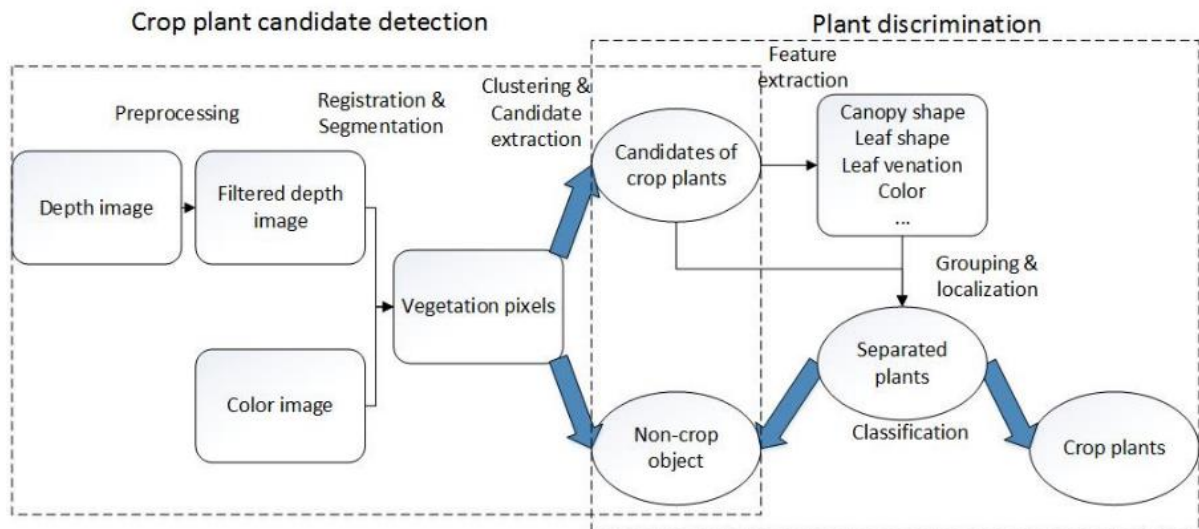 Crop plant candidate detection
Plant discrimination
Preprocessing
Registration &
Segmentation
Clustering &
Candidate
extraction
Feature
extraction
Depth image
Filtered depth
image
Color image
Vegetation pixels
Candidates of
crop plants
Canopy shape
Leaf shape
Leaf venation
Color
...
Grouping &
localization
Separated
plants
Classification
Non-crop
object
Crop plants